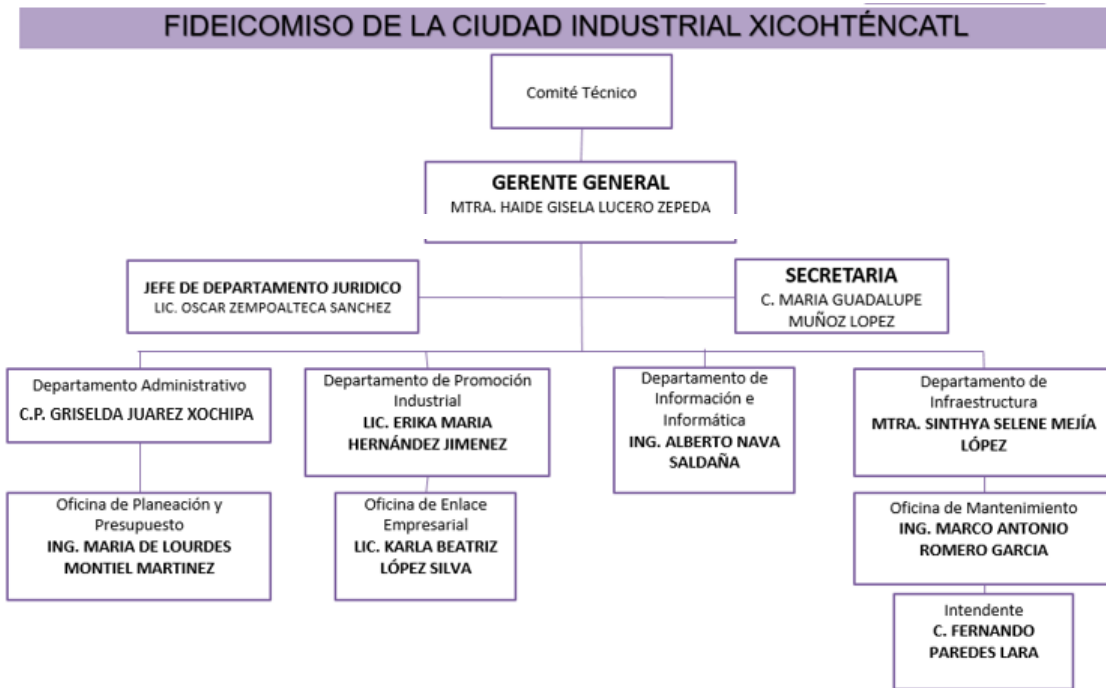 FIDEICOMISO DE LA CIUDAD INDUSTRIAL XICOHTÉNCATL
Comité Técnico
GERENTE GENERAL
MTRA. HAIDE GISELA LUCERO ZEPEDA
JEFE DE DEPARTAMENTO JURIDICO
LIC. OSCAR ZEMPOALTECA SANCHEZ
SECRETARIA
C. MARIA GUADALUPE
MUÑOZ LOPEZ
Departamento Administrativo
C.P. GRISELDA JUAREZ XOCHIPA
Departamento de Promoción
Industrial
LIC. ERIKA MARIA
HERNÁNDEZ JIMENEZ
Departamento de
Información e
Informática
ING. ALBERTO NAVA
SALDAÑA
Departamento de
Infraestructura
MTRA. SINTHYA SELENE MEJÍA
LÓPEZ
Oficina de Planeación y
Presupuesto
ING. MARIA DE LOURDES
MONTIEL MARTINEZ
Oficina de Enlace
Empresarial
LIC. KARLA BEATRIZ
LÓPEZ SILVA
Oficina de Mantenimiento
ING. MARCO ANTONIO
ROMERO GARCIA
Intendente
C. FERNANDO
PAREDES LARA